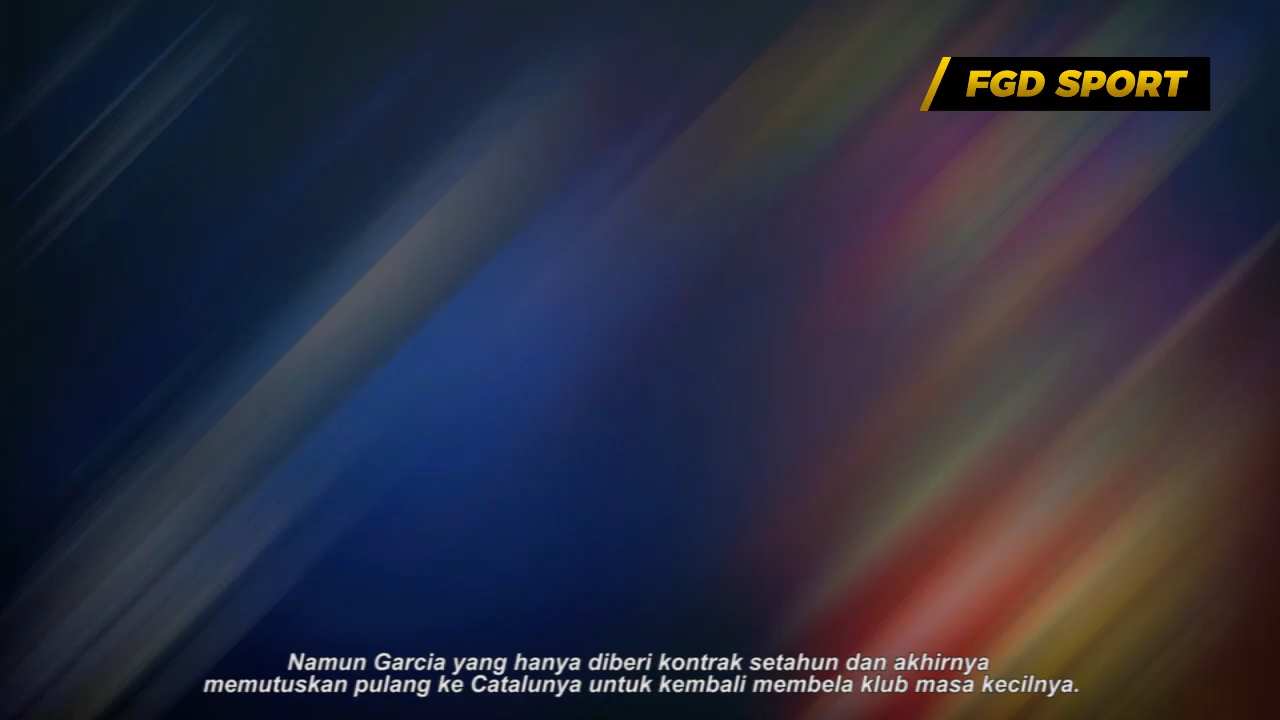 FGD SPORT
Namun Garcia yang hanya diberi kontrak setahun dan akhirnya
memutuskan pulang ke Catalunya untuk kembali membela klub masa kecilnya.